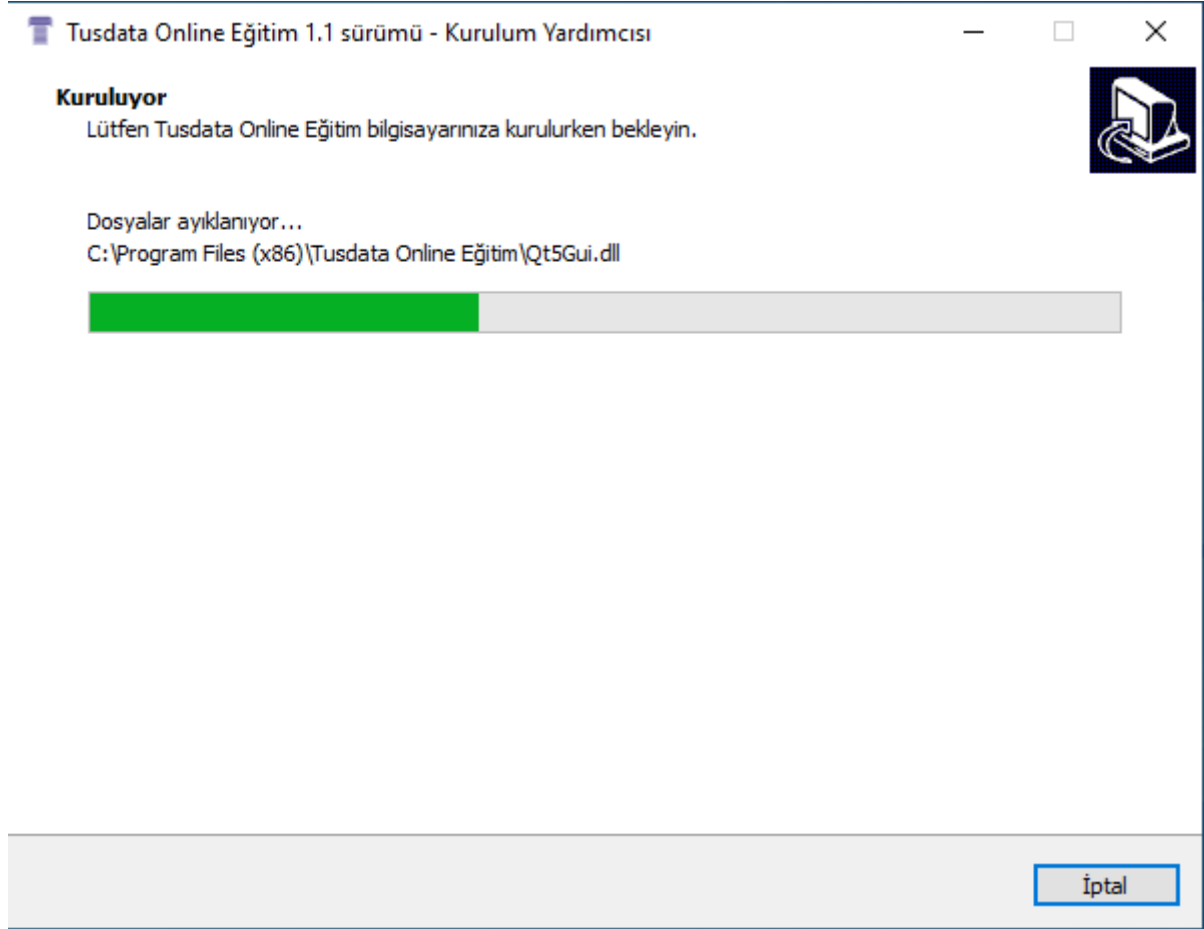 Tusdata Online Eğitim 1.1 sürümü - Kurulum Yardımcısı
Kuruluyor
Lütfen Tusdata Online Eğitim bilgisayarınıza kurulurken bekleyin.
Dosyalar ayıklanıyor...
C:\Program Files (x86)\Tusdata Online Eğitim\Qt5Gui.dll
İptal